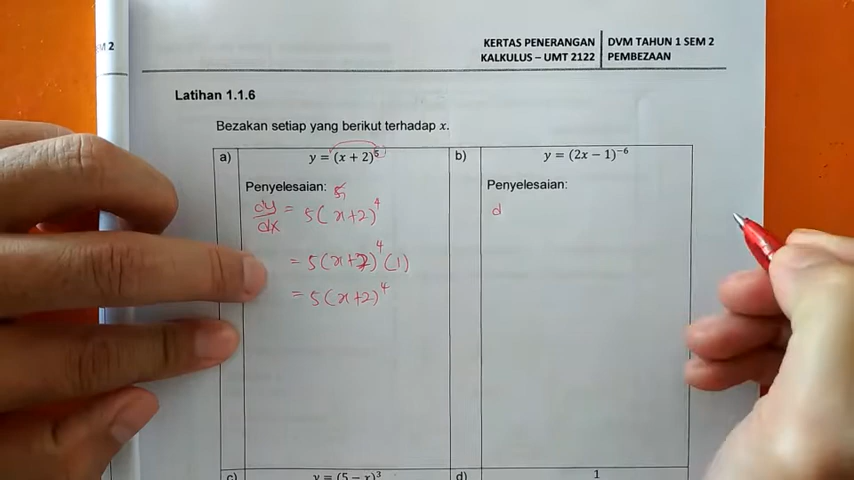 M 2
KERTAS PENERANGAN | DVM TAHUN 1 SEM 2
KALKULUS – UMT 2122 | PEMBEZAAN
Latihan 1.1.6
Bezakan setiap yang berikut terhadap x.
a) y = (x + 2)⁵
Penyelesaian:
dy/dx = 5(x+2)⁴
= 5(x+2)⁴(1)
= 5(x+2)⁴
b) y = (2x − 1)⁻⁶
Penyelesaian:
d
c) y = (5 − x)³
d) 1